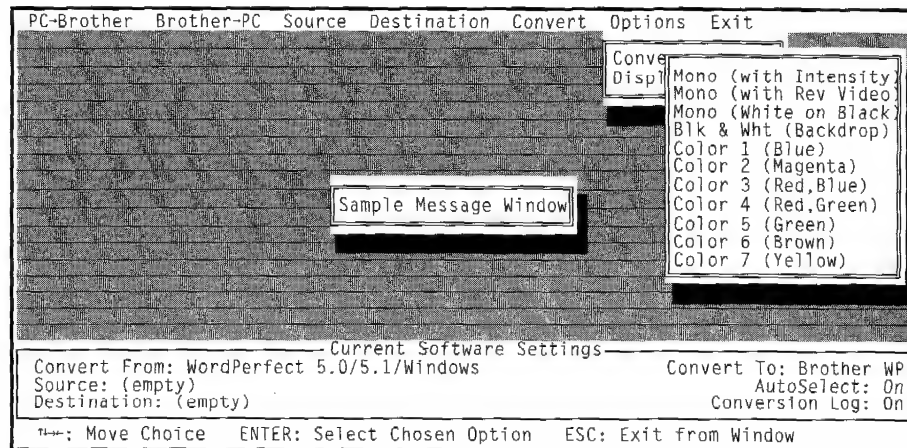 PC→Brother Brother→PC Source Destination Convert Options Exit
Conve
Displ
Mono (with Intensity)
Mono (with Rev Video)
Mono (White on Black)
Blk & Wht (Backdrop)
Color 1 (Blue)
Color 2 (Magenta)
Color 3 (Red,Blue)
Color 4 (Red,Green)
Color 5 (Green)
Color 6 (Brown)
Color 7 (Yellow)
Sample Message Window
Current Software Settings
Convert From: WordPerfect 5.0/5.1/Windows Convert To: Brother WP
Source: (empty) AutoSelect: On
Destination: (empty) Conversion Log: On
↑↓→←: Move Choice ENTER: Select Chosen Option ESC: Exit from Window